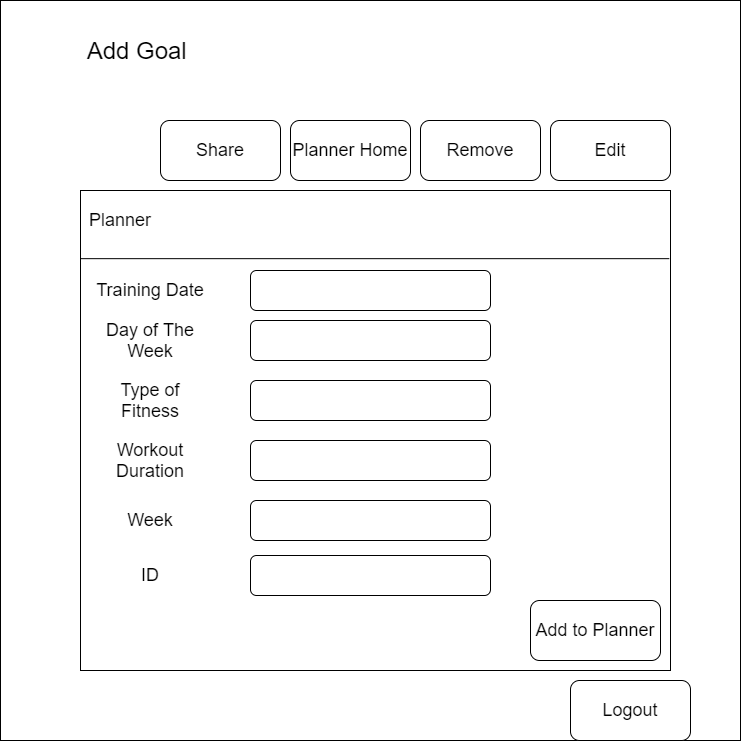 Add Goal
Share
Planner Home
Remove
Edit
Planner
Training Date
Day of The
Week
Type of
Fitness
Workout
Duration
Week
ID
Add to Planner
Logout